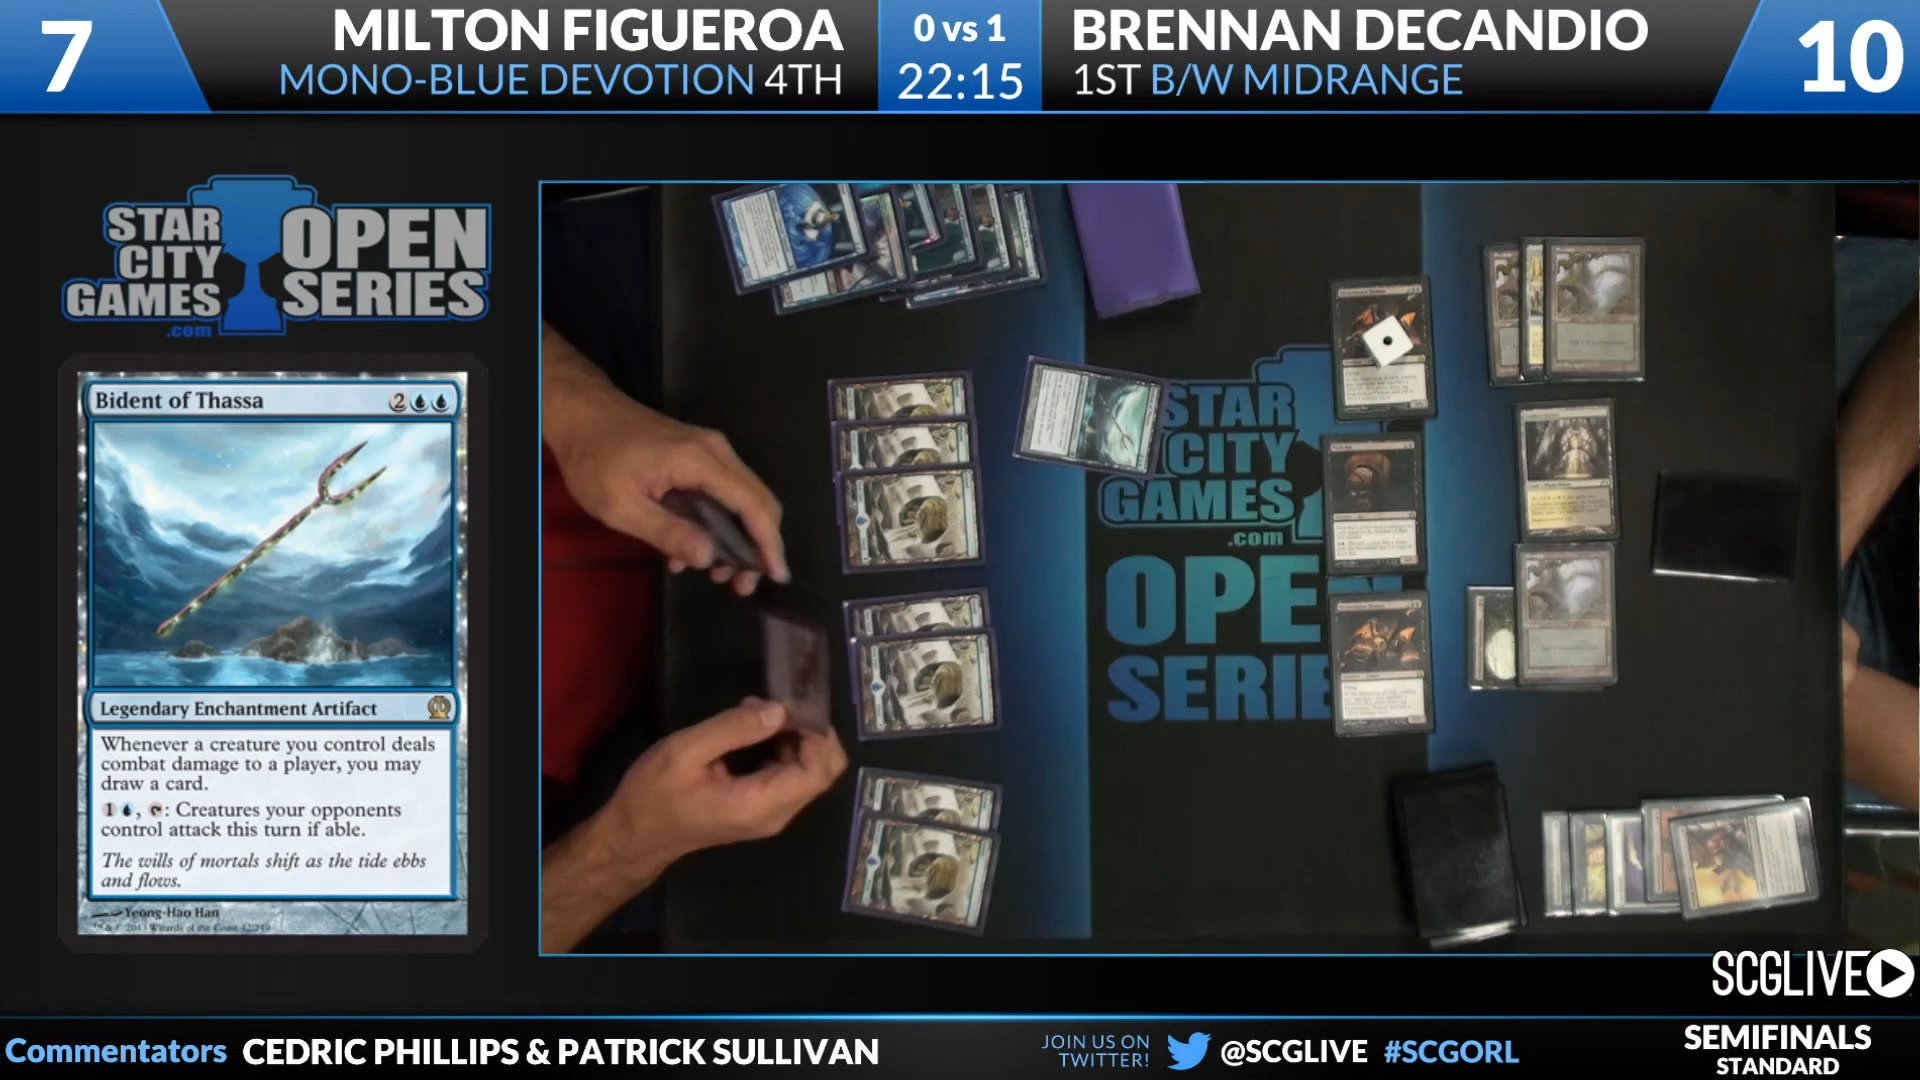 7
MILTON FIGUEROA
MONO-BLUE DEVOTION 4TH
0 vs 1
22:15
BRENNAN DECANDIO
1ST B/W MIDRANGE
10
STAR
CITY
GAMES
.com
OPEN
SERIES
Bident of Thassa 2
Legendary Enchantment Artifact
Whenever a creature you control deals
combat damage to a player, you may
draw a card.
1 , : Creatures your opponents
control attack this turn if able.
The wills of mortals shift as the tide ebbs
and flows.
Yeong-Hao Han
STAR
CITY
GAMES
.com
OPE
SERIE
SCGLIVE
Commentators CEDRIC PHILLIPS & PATRICK SULLIVAN
JOIN US ON
TWITTER!
@SCGLIVE #SCGORL
SEMIFINALS
STANDARD